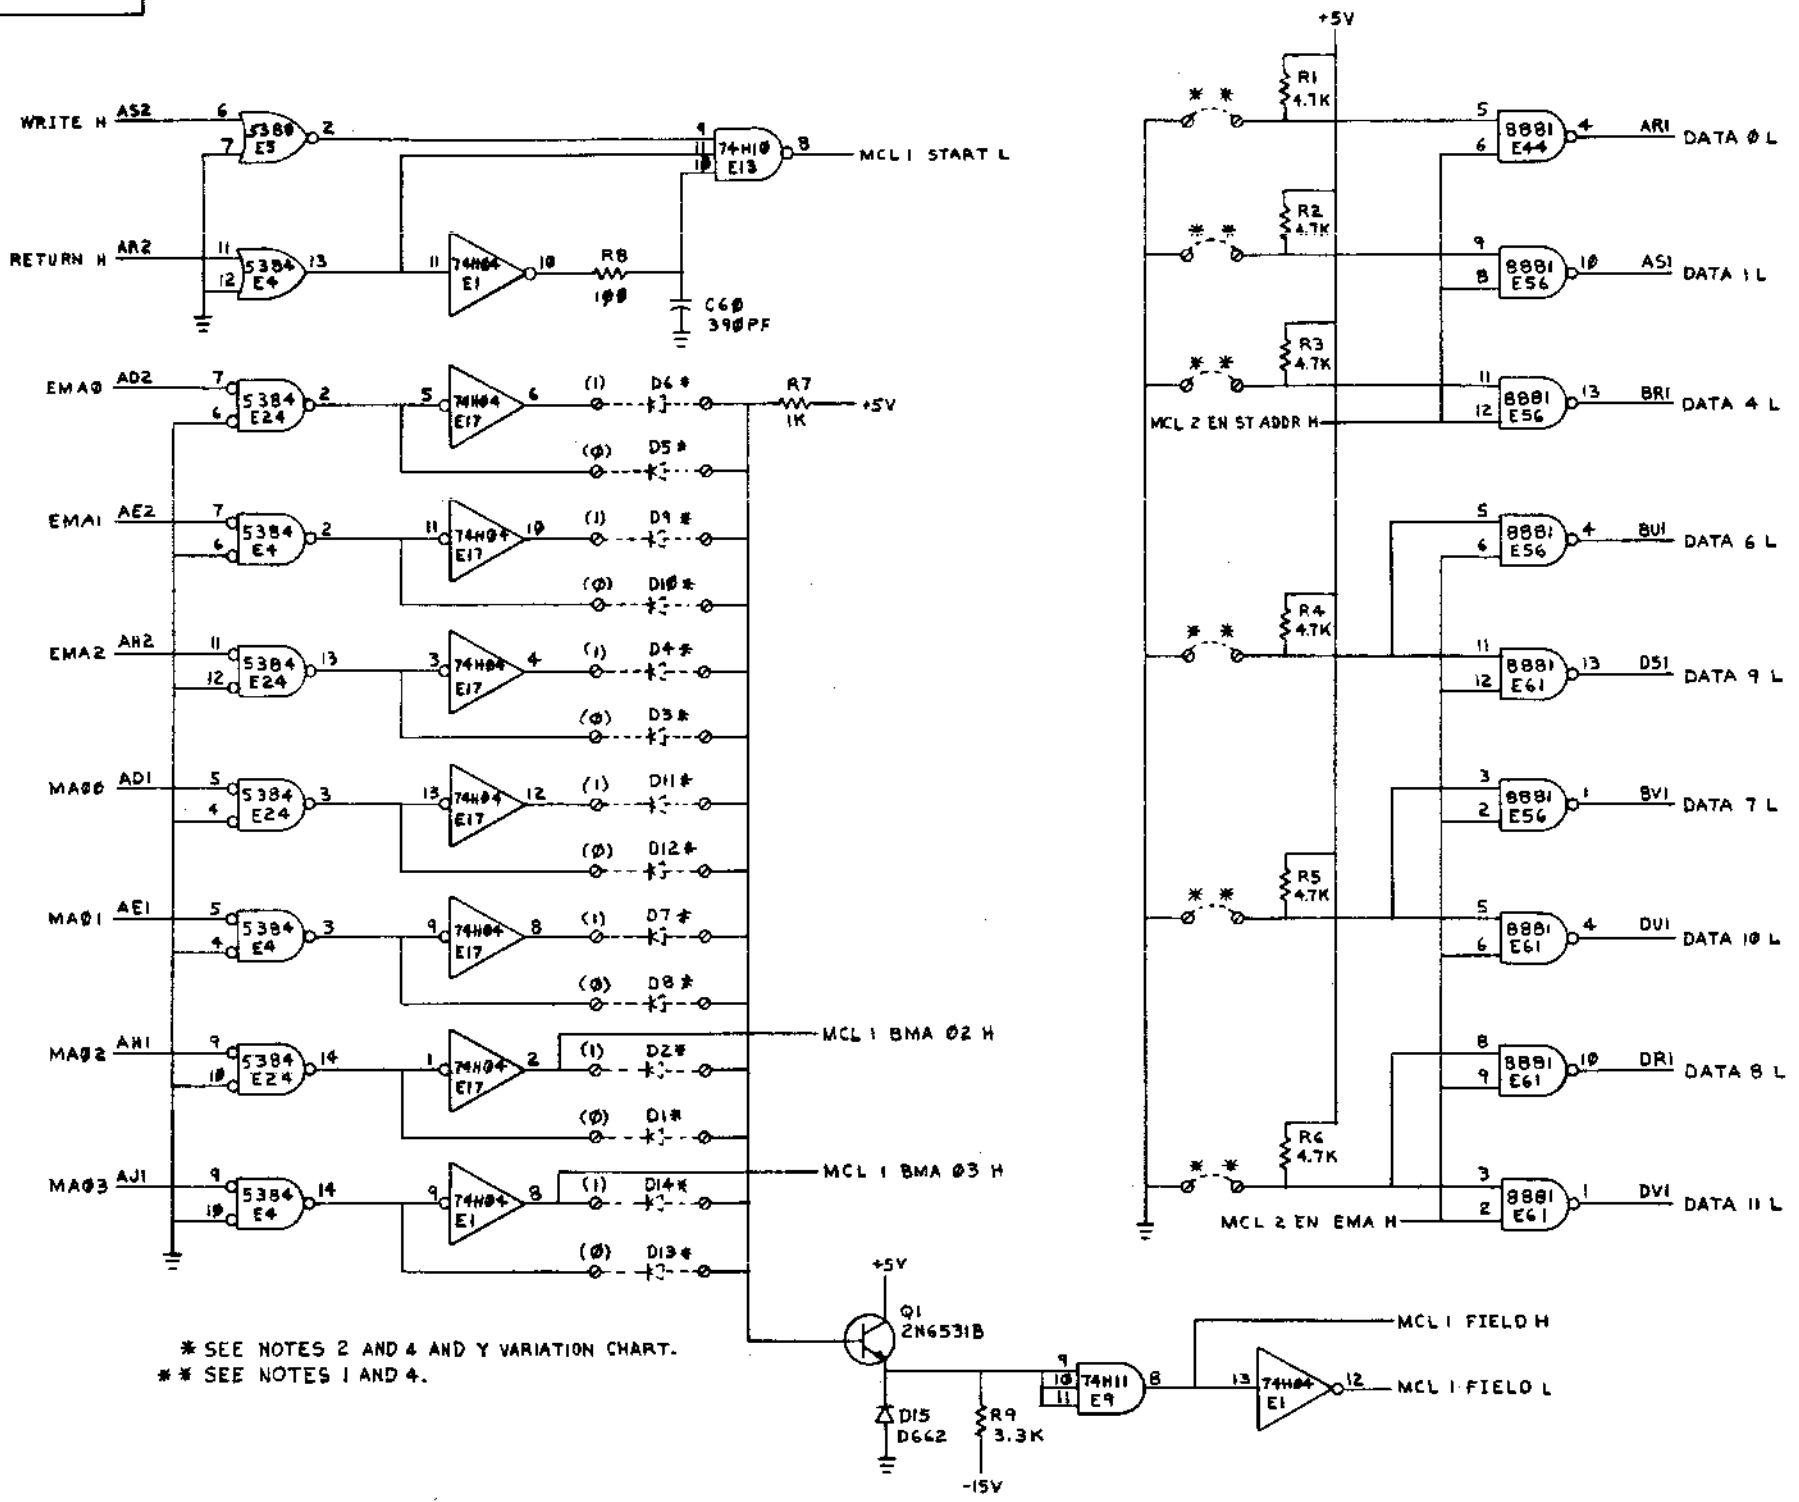 +5V
R1
4.7K
* *
WRITE H AS2 6 7 5380 E5 2
9 11 10 74H10 E13 8 MCL 1 START L
5 6 8881 E44 4 AR1 DATA 0 L
R2
4.7K
* *
RETURN H AR2 11 12 5384 E4 13
11 74H04 E1 10 R8 100
C60
390PF
9 8 8881 E56 10 AS1 DATA 1 L
R3
4.7K
* *
11 12 8881 E56 13 BR1 DATA 4 L
MCL 2 EN ST ADDR H
EMA0 AD2 7 6 5384 E24 2 5 74H04 E17 6 (1) D6* R7 1K +5V
(0) D5*
EMA1 AE2 7 6 5384 E4 2 11 74H04 E17 10 (1) D9*
(0) D10*
5 6 8881 E56 4 BU1 DATA 6 L
R4
4.7K
* *
EMA2 AH2 11 12 5384 E24 13 3 74H04 E17 4 (1) D4*
(0) D3*
11 12 8881 E61 13 DS1 DATA 9 L
MA00 AD1 5 4 5384 E24 3 13 74H04 E17 12 (1) D11*
(0) D12*
3 2 8881 E56 1 BV1 DATA 7 L
R5
4.7K
* *
MA01 AE1 5 4 5384 E4 3 9 74H04 E17 8 (1) D7*
(0) D8*
5 6 8881 E61 4 DU1 DATA 10 L
MCL 1 BMA 02 H
MA02 AH1 9 10 5384 E24 14 1 74H04 E17 2 (1) D2*
(0) D1*
8 9 8881 E61 10 DR1 DATA 8 L
R6
4.7K
* *
MCL 1 BMA 03 H
MA03 AJ1 9 10 5384 E4 14 9 74H04 E1 8 (1) D14*
(0) D13*
3 2 8881 E61 1 DV1 DATA 11 L
MCL 2 EN EMA H
+5V
Q1
2N6531B
MCL 1 FIELD H
* SEE NOTES 2 AND 4 AND Y VARIATION CHART.
* * SEE NOTES 1 AND 4.
9 10 11 74H11 E9 8 13 74H04 E1 12 MCL 1 FIELD L
D15
D662
R9
3.3K
-15V